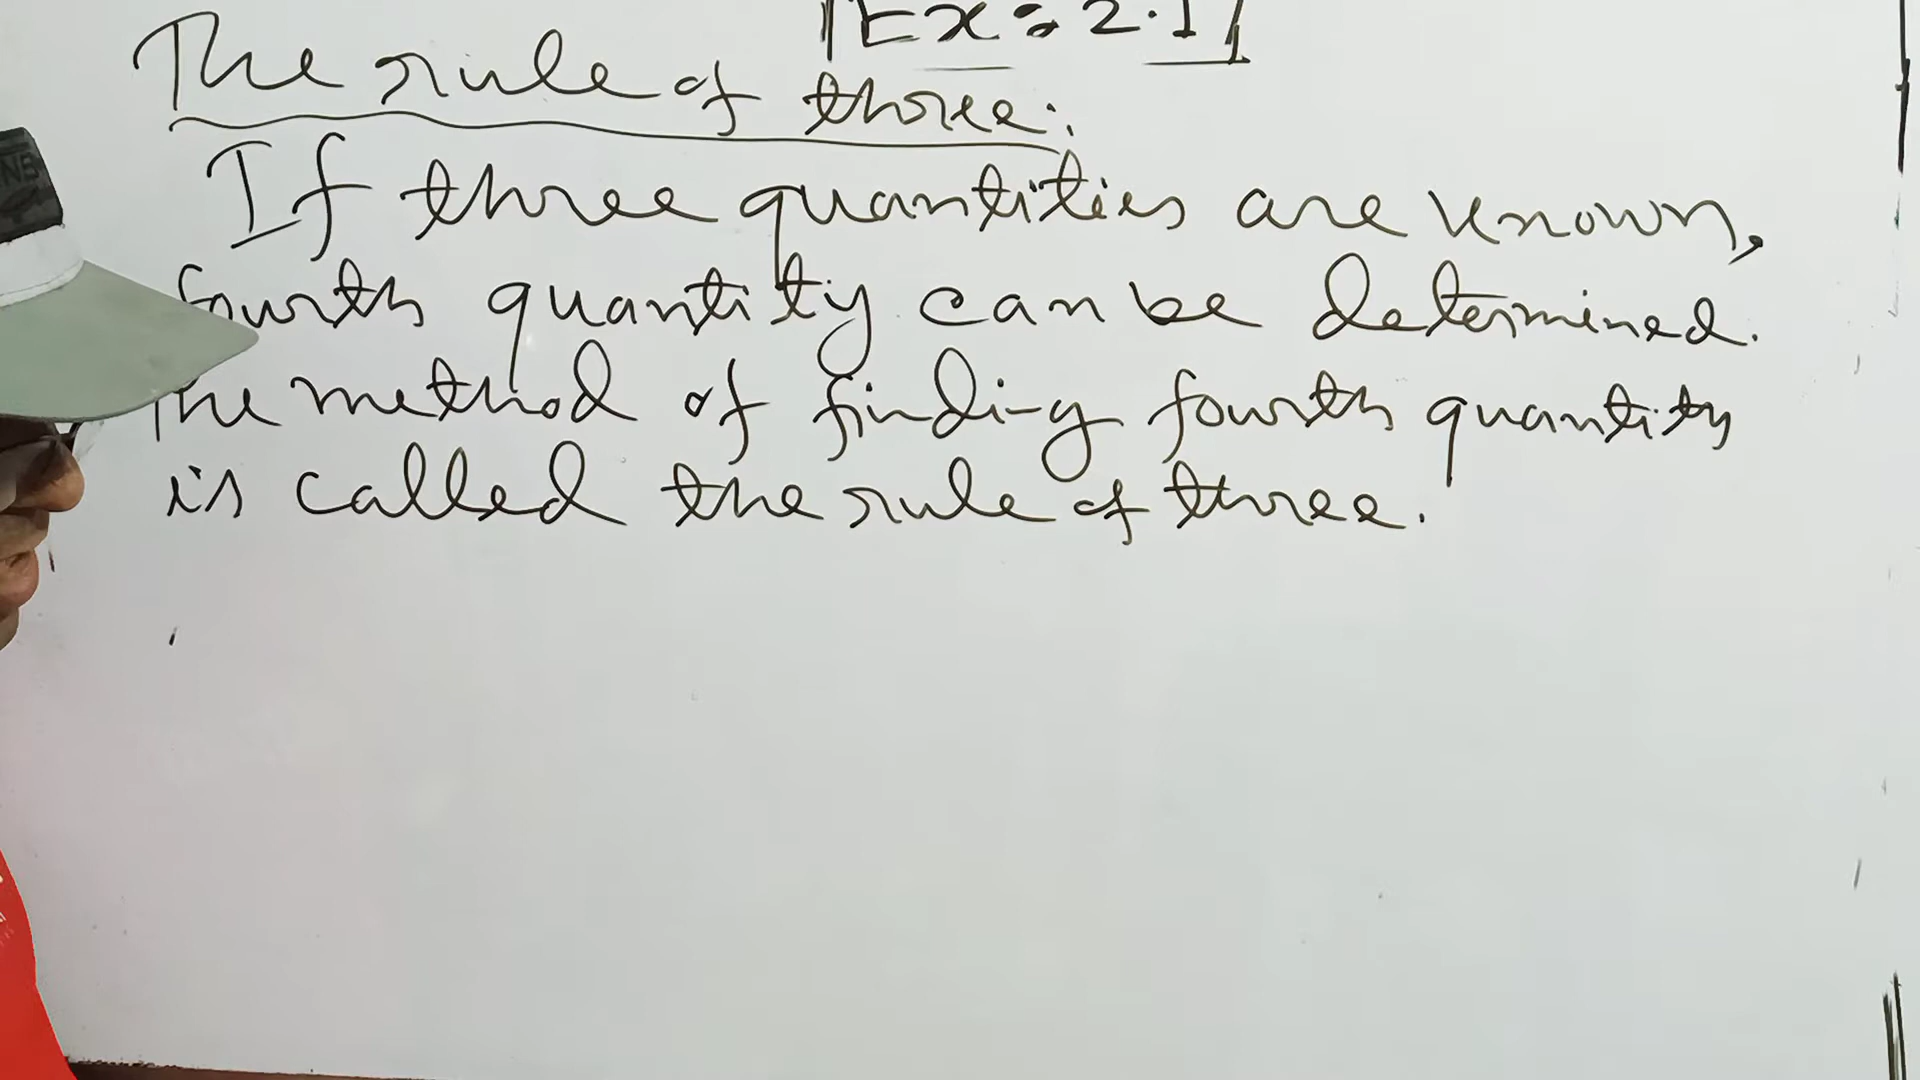 [Ex = 2.1]
The rule of three:
If three quantities are known,
fourth quantity can be determined.
The method of finding fourth quantity
is called the rule of three.